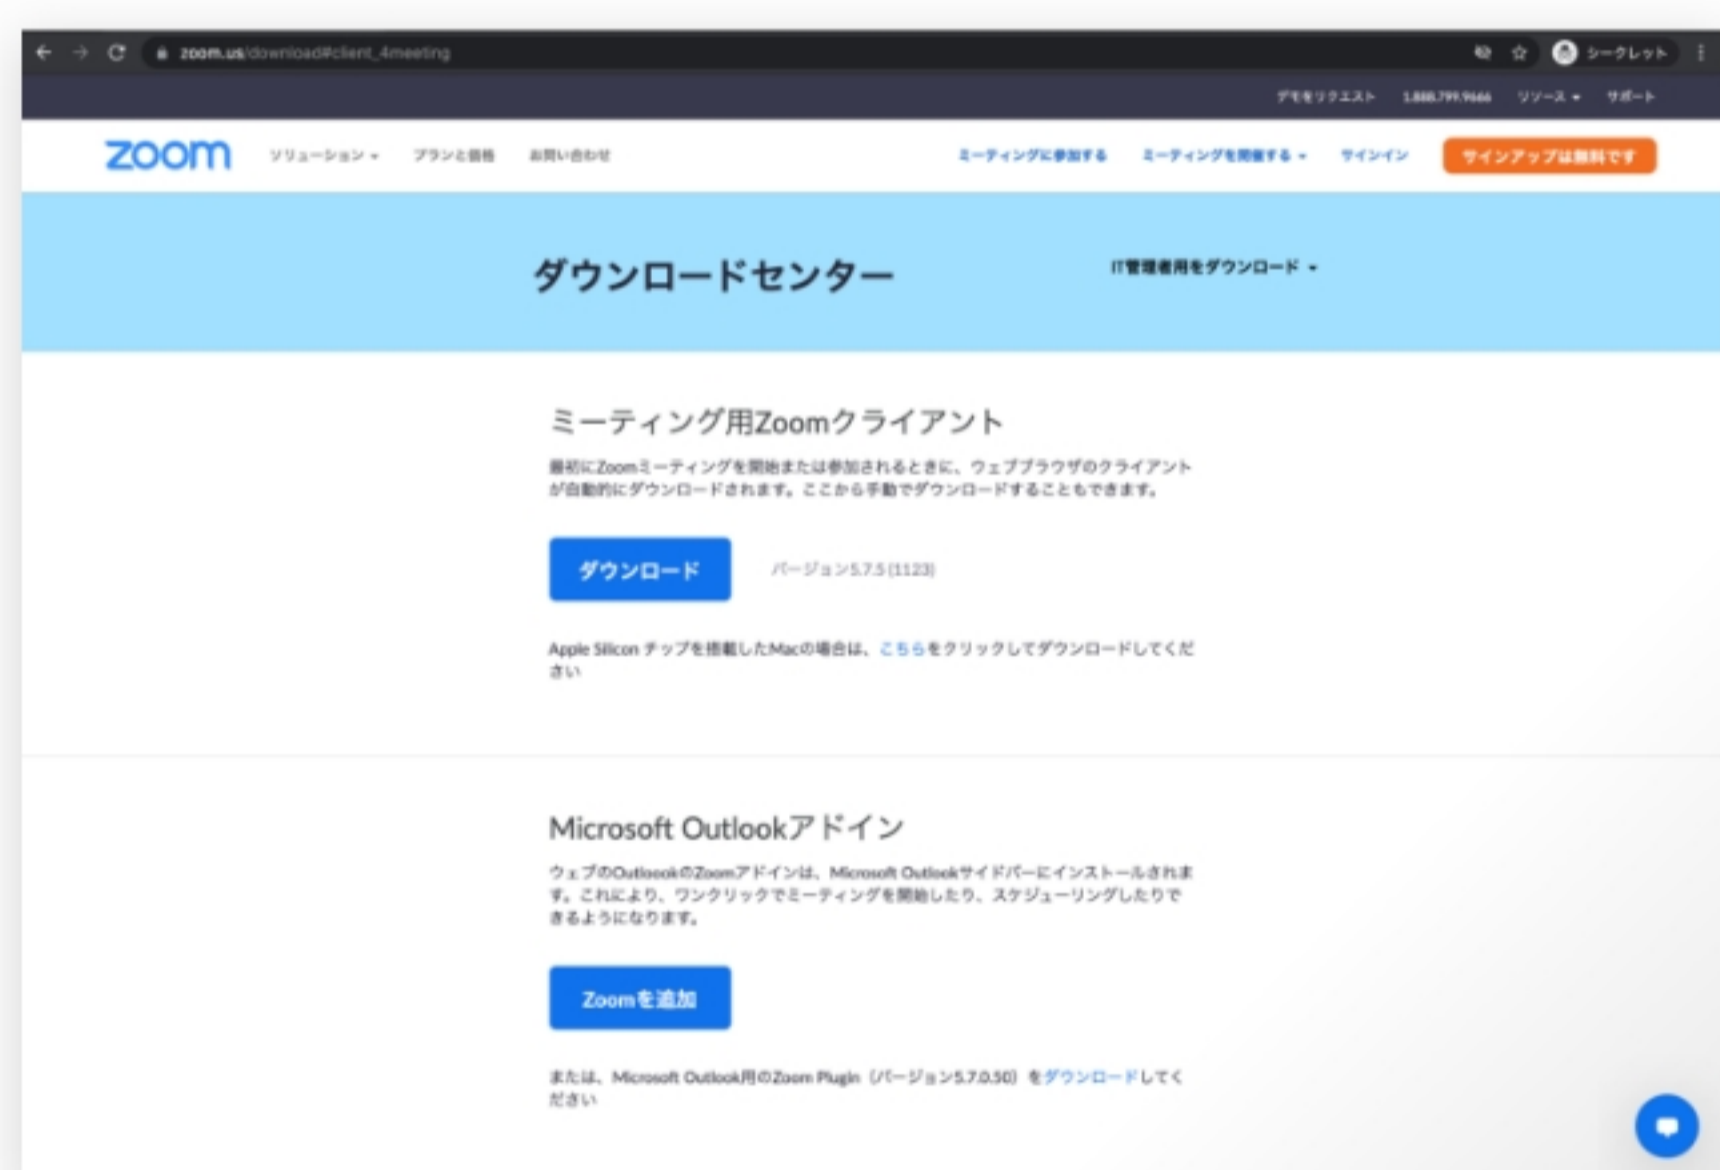 zoom.us/download#client_4meeting
シークレット
デモをリクエスト 1.888.799.9666 リソース サポート
zoom ソリューション プランと価格 お問い合わせ ミーティングに参加する ミーティングを開催する サインイン サインアップは無料です
ダウンロードセンター
IT管理者用をダウンロード
ミーティング用Zoomクライアント
最初にZoomミーティングを開始または参加されるときに、ウェブブラウザのクライアント
が自動的にダウンロードされます。ここから手動でダウンロードすることもできます。
ダウンロード
バージョン5.7.5 (1123)
Apple Silicon チップを搭載したMacの場合は、こちらをクリックしてダウンロードしてくだ
さい
Microsoft Outlookアドイン
ウェブのOutloookのZoomアドインは、Microsoft Outlookサイドバーにインストールされま
す。これにより、ワンクリックでミーティングを開始したり、スケジューリングしたりで
きるようになります。
Zoomを追加
または、Microsoft Outlook用のZoom Plugin（バージョン5.7.0.50）をダウンロードしてく
ださい